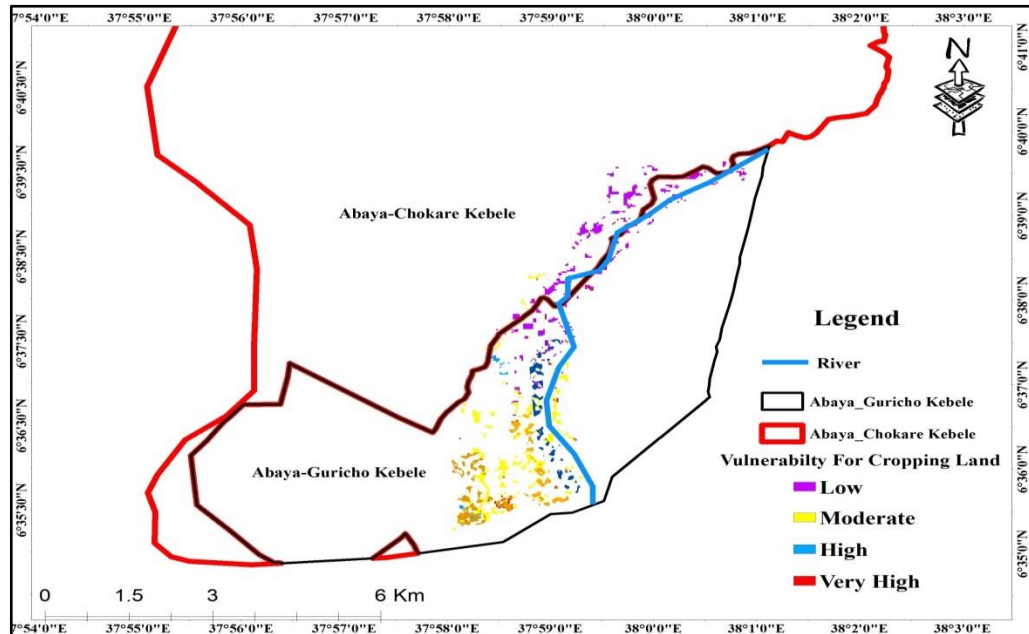 37°54'0"E 37°55'0"E 37°56'0"E 37°57'0"E 37°58'0"E 37°59'0"E 38°0'0"E 38°1'0"E 38°2'0"E 38°3'0"E
6°40'30"N
6°39'30"N
6°38'30"N
6°37'30"N
6°36'30"N
6°35'30"N
N
Abaya-Chokare Kebele
Abaya-Guricho Kebele
Legend
River
Abaya_Guricho Kebele
Abaya_Chokare Kebele
Vulnerabilty For Cropping Land
Low
Moderate
High
Very High
6°41'0"N
6°40'0"N
6°39'0"N
6°38'0"N
6°37'0"N
6°36'0"N
6°35'0"N
0 1.5 3 6 Km
37°54'0"E 37°55'0"E 37°56'0"E 37°57'0"E 37°58'0"E 37°59'0"E 38°0'0"E 38°1'0"E 38°2'0"E 38°3'0"E